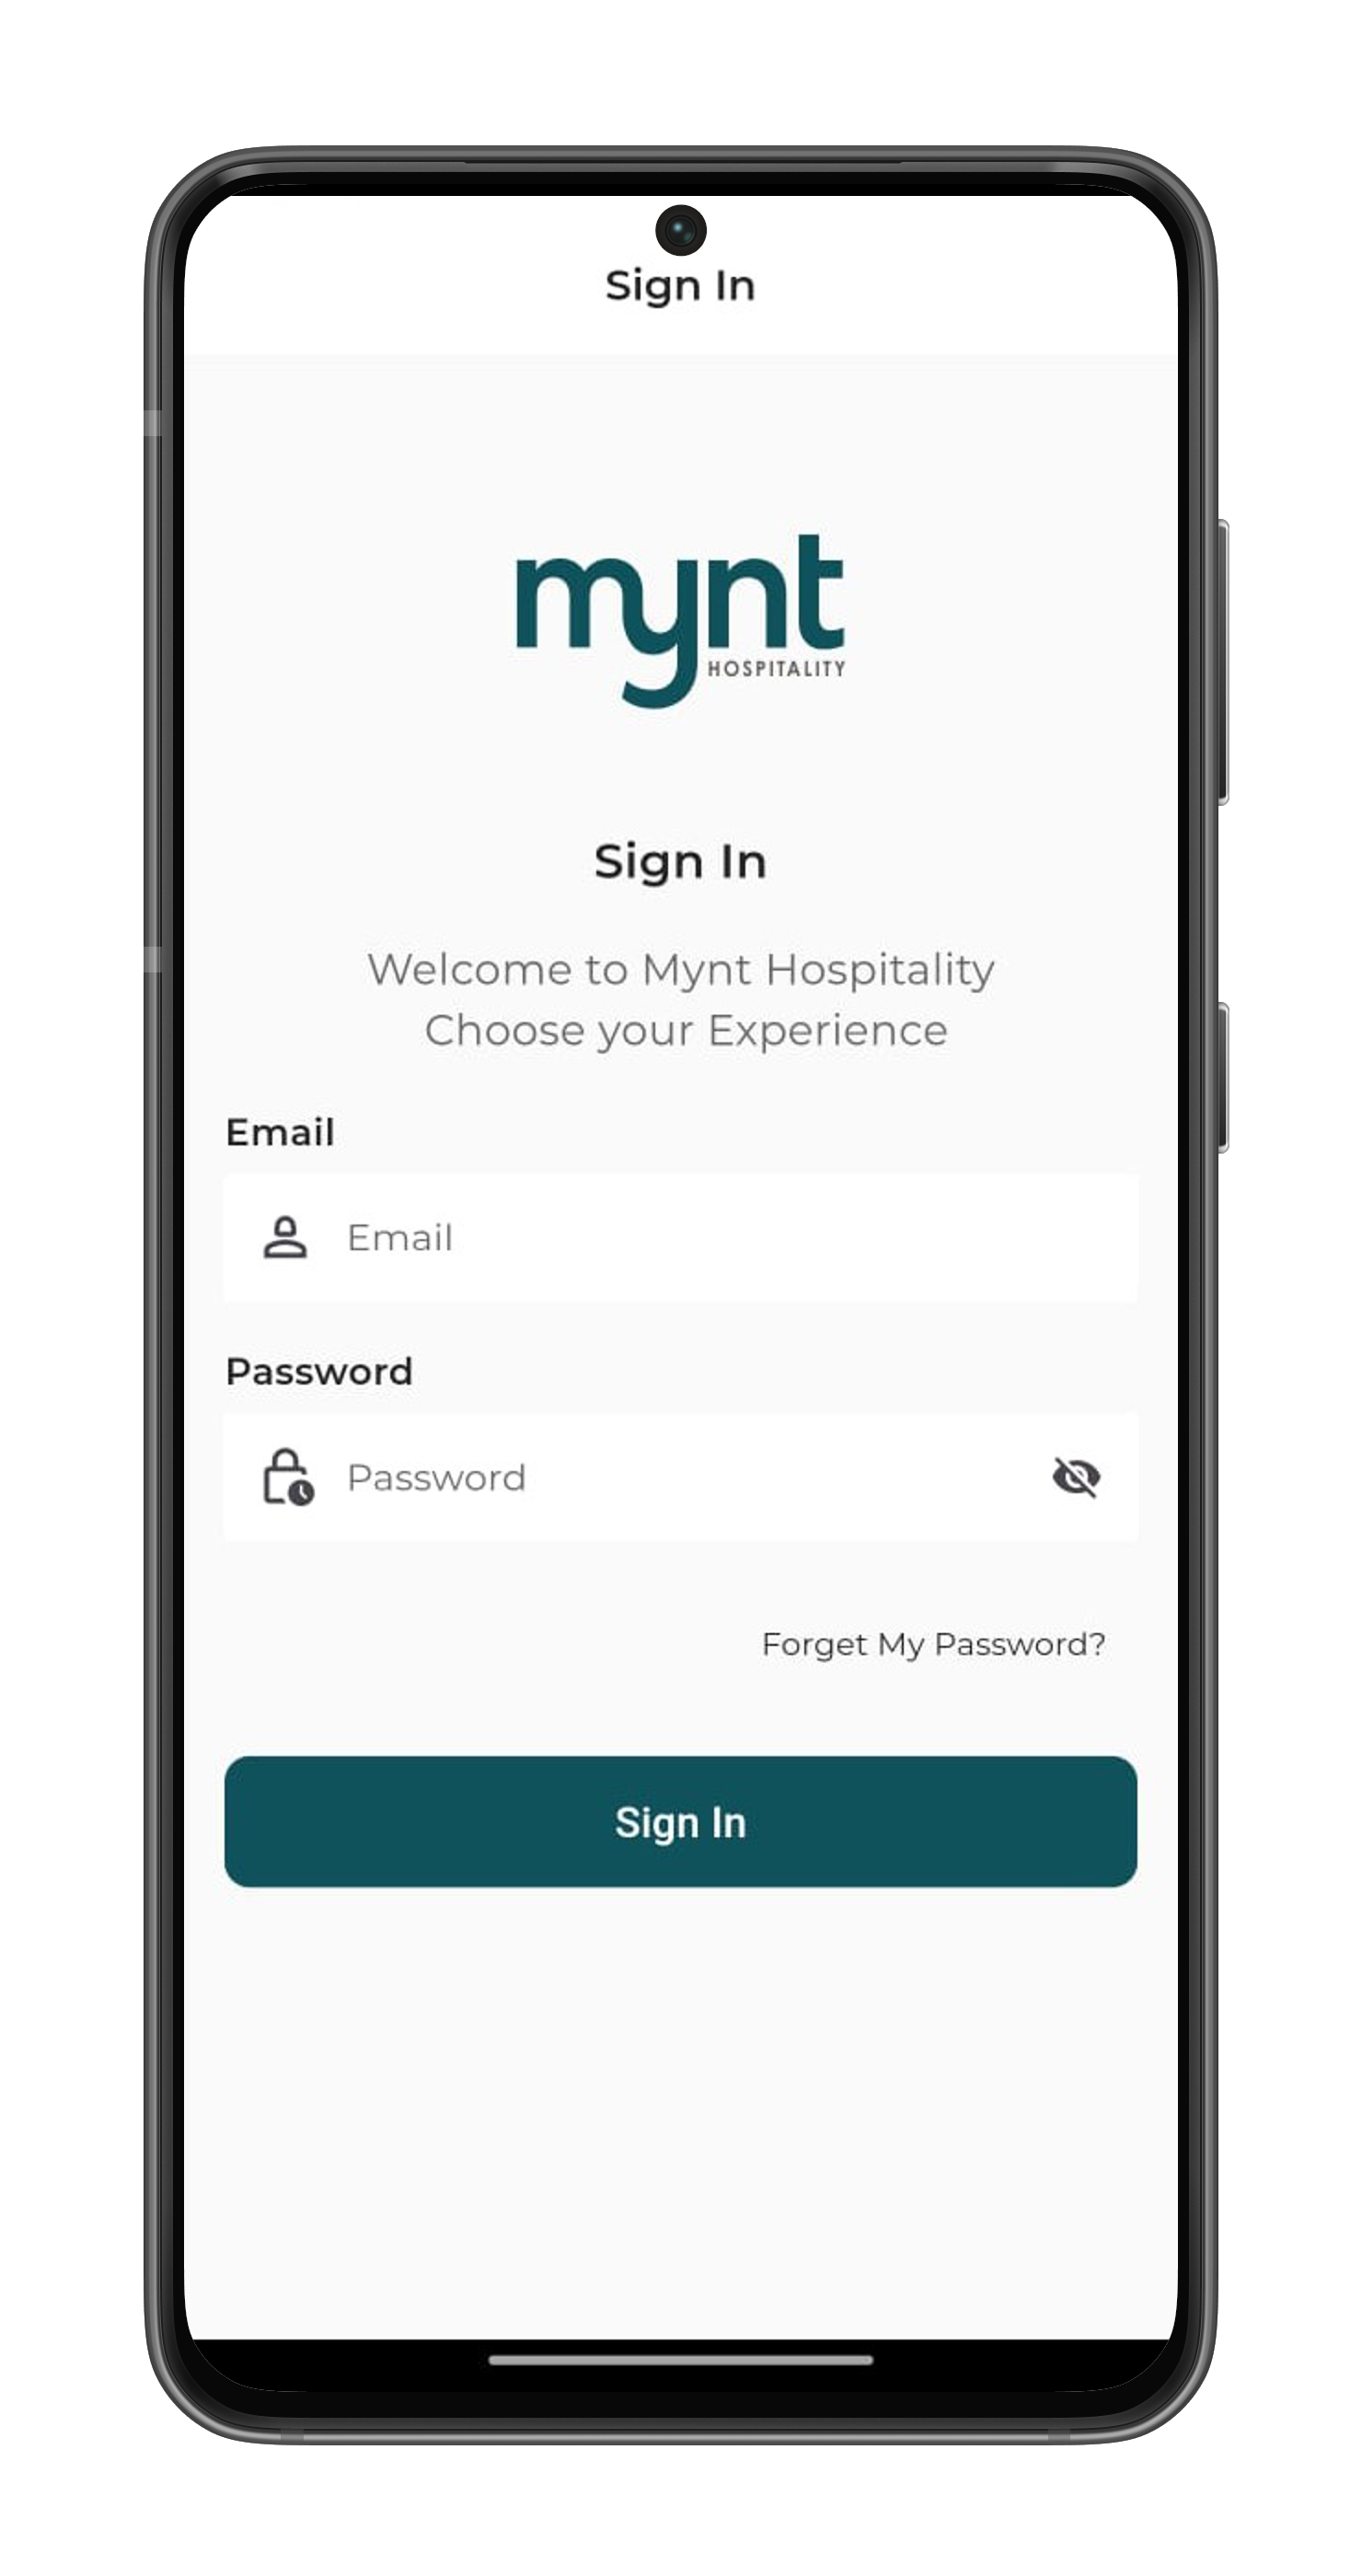 Sign In
mynt
HOSPITALITY
Sign In
Welcome to Mynt Hospitality
Choose your Experience
Email
Email
Password
Password
Forget My Password?
Sign In